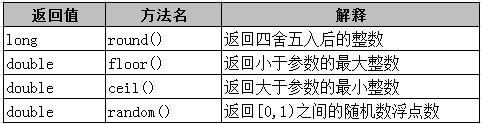 返回值 方法名 解释
long round() 返回四舍五入后的整数
double floor() 返回小于参数的最大整数
double ceil() 返回大于参数的最小整数
double random() 返回[0,1)之间的随机数浮点数